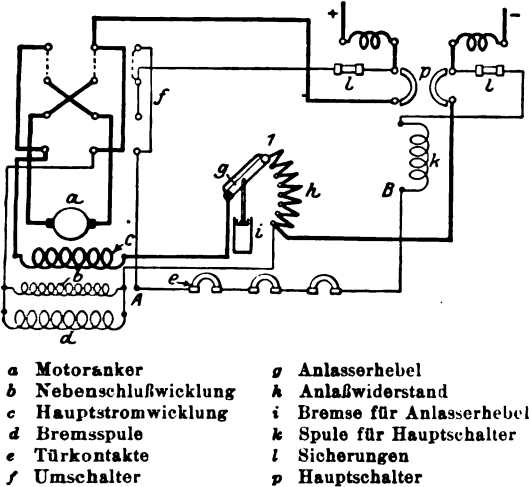 + −
l p l
f
1
g k
h
a B
i
c
b A e
d
a Motoranker
b Nebenschlußwicklung
c Hauptstromwicklung
d Bremsspule
e Türkontakte
f Umschalter
g Anlasserhebel
h Anlaßwiderstand
i Bremse für Anlasserhebel
k Spule für Hauptschalter
l Sicherungen
p Hauptschalter